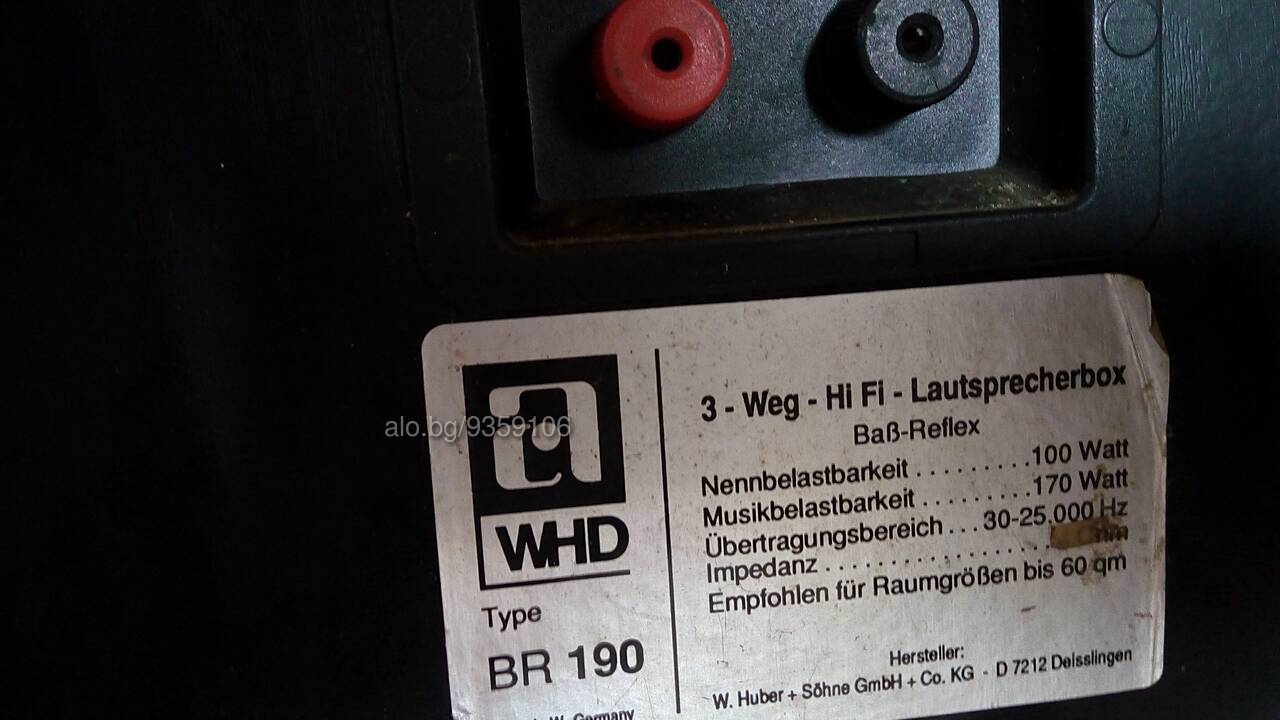 alo.bg/9359106
a
WHD
Type
BR 190
W. Germany
3 - Weg - Hi Fi - Lautsprecherbox
Baß-Reflex
Nennbelastbarkeit . . . . . . . . . 100 Watt
Musikbelastbarkeit . . . . . . . . . 170 Watt
Übertragungsbereich . . . 30-25.000 Hz
Impedanz . . . . . . . . . . . . . . . . .
Empfohlen für Raumgrößen bis 60 qm
Hersteller:
W. Huber + Söhne GmbH + Co. KG - D 7212 Deisslingen